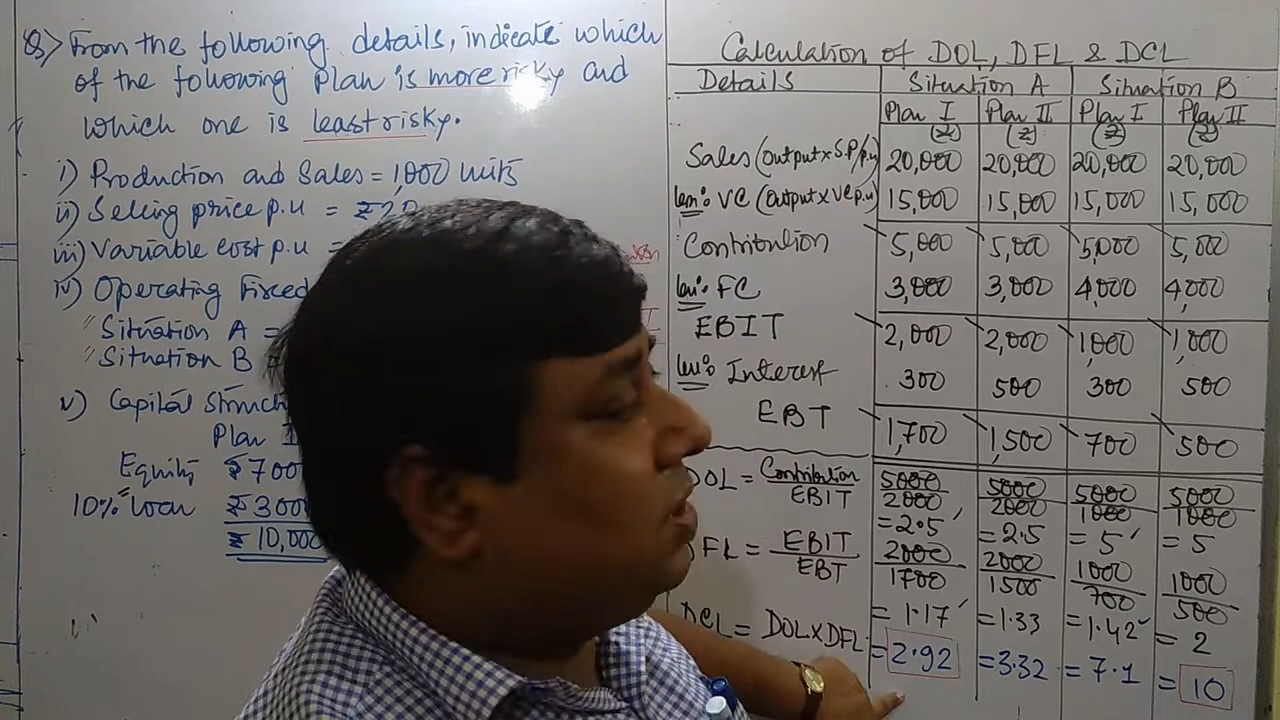 Q> From the following details, indicate which
of the following Plan is more risky and
which one is least risky.
i) Production and Sales = 1,000 units
ii) Selling price p.u = ₹20
iii) Variable cost p.u =
iv) Operating Fixed
" Situation A =
" Situation B =
v) Capital Struct
Plan I
Equity ₹700
10% Loan ₹300
₹10,000
Calculation of DOL, DFL & DCL
Details Situation A Situation B
Plan I Plan II Plan I Plan II
(₹) (₹) (₹) (₹)
Sales (Output x S.P/p.u) 20,000 20,000 20,000 20,000
Less: VC (Output x VC p.u) 15,000 15,000 15,000 15,000
Contribution 5,000 5,000 5,000 5,000
Less: FC 3,000 3,000 4,000 4,000
EBIT 2,000 2,000 1,000 1,000
Less: Interest 300 500 300 500
EBT 1,700 1,500 700 500
DOL = Contribution / EBIT 5000/2000 5000/2000 5000/1000 5000/1000
= 2.5 = 2.5 = 5 = 5
DFL = EBIT / EBT 2000/1700 2000/1500 1000/700 1000/500
= 1.17 = 1.33 = 1.42 = 2
DCL = DOL x DFL = 2.92 = 3.32 = 7.1 = 10